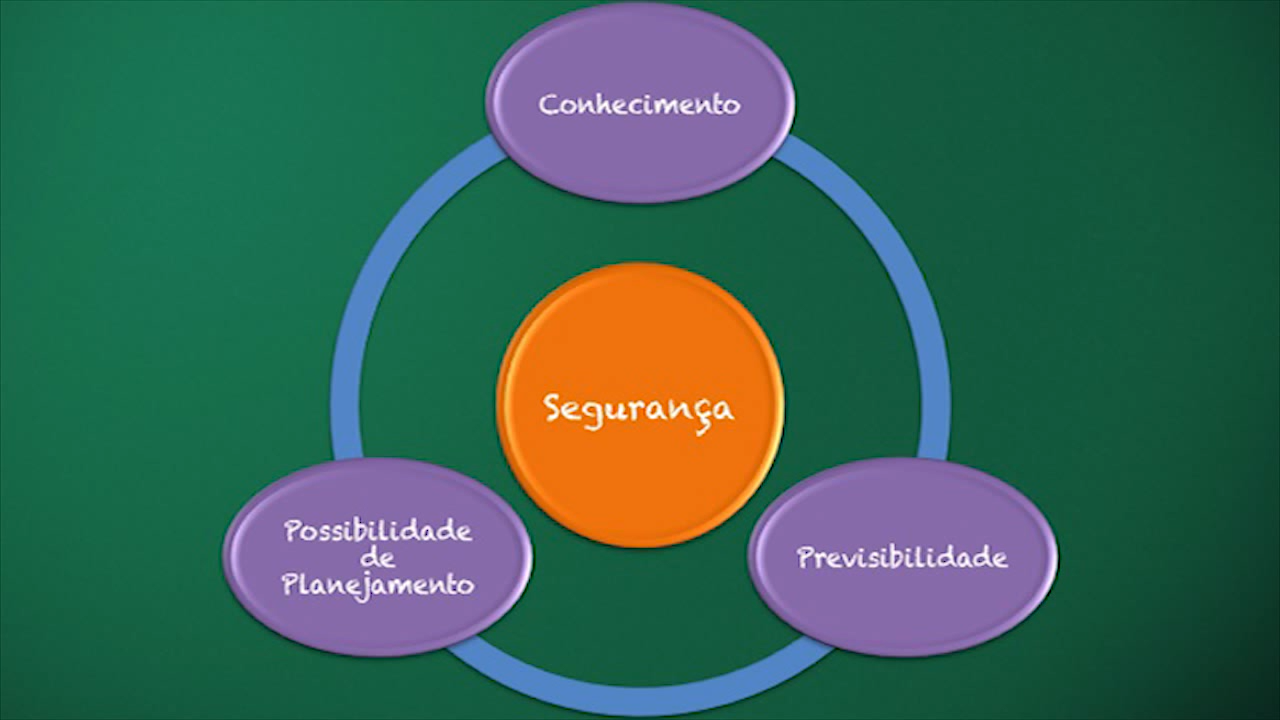 Conhecimento
Segurança
Possibilidade
de
Planejamento
Previsibilidade